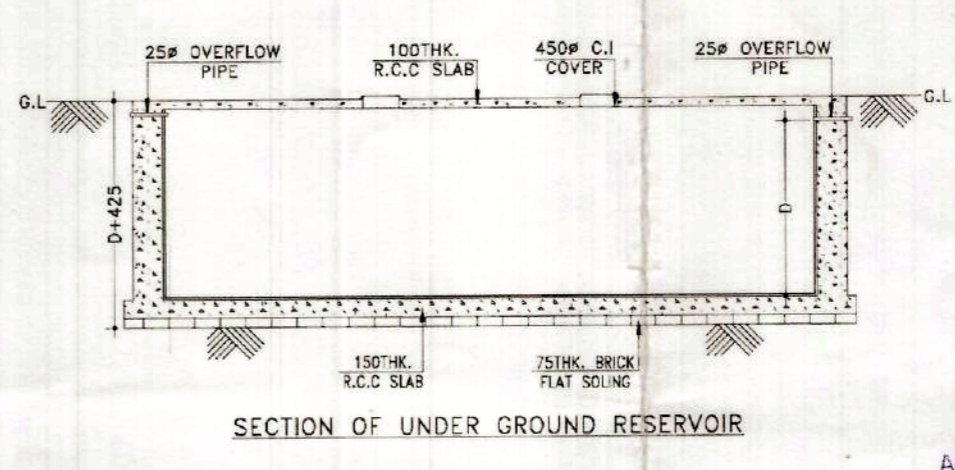 25ø OVERFLOW
PIPE
100THK.
R.C.C SLAB
450ø C.I
COVER
25ø OVERFLOW
PIPE
G.L
G.L
D+425
D
150THK.
R.C.C SLAB
75THK. BRICK
FLAT SOLING
SECTION OF UNDER GROUND RESERVOIR
A